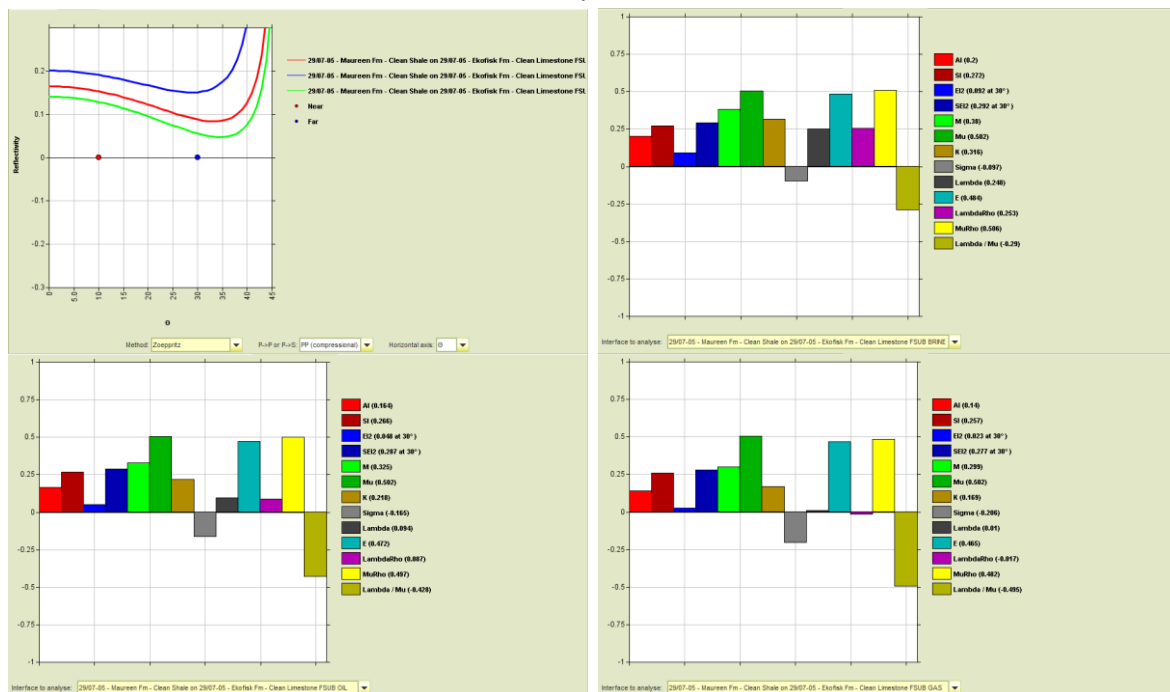 Reflectivity
0.2
0.1
0
-0.1
-0.2
-0.3
0
5.0
10
15
20
25
30
35
40
45
Θ
29/07-05 - Maureen Fm - Clean Shale on 29/07-05 - Ekofisk Fm - Clean Limestone FSU
29/07-05 - Maureen Fm - Clean Shale on 29/07-05 - Ekofisk Fm - Clean Limestone FSU
29/07-05 - Maureen Fm - Clean Shale on 29/07-05 - Ekofisk Fm - Clean Limestone FSU
Near
Far
Method: Zoeppritz P->P or P->S: PP (compressional) Horizontal axis: Θ
1
0.75
0.5
0.25
0
-0.25
-0.5
-0.75
-1
AI (0.2)
SI (0.272)
EI2 (0.092 at 30°)
SEI2 (0.292 at 30°)
M (0.38)
Mu (0.502)
K (0.316)
Sigma (-0.097)
Lambda (0.248)
E (0.484)
LambdaRho (0.253)
MuRho (0.506)
Lambda / Mu (-0.29)
Interface to analyse: 29/07-05 - Maureen Fm - Clean Shale on 29/07-05 - Ekofisk Fm - Clean Limestone FSUB BRINE
1
0.75
0.5
0.25
0
-0.25
-0.5
-0.75
-1
AI (0.164)
SI (0.266)
EI2 (0.048 at 30°)
SEI2 (0.287 at 30°)
M (0.325)
Mu (0.502)
K (0.218)
Sigma (-0.165)
Lambda (0.094)
E (0.472)
LambdaRho (0.087)
MuRho (0.497)
Lambda / Mu (-0.428)
Interface to analyse: 29/07-05 - Maureen Fm - Clean Shale on 29/07-05 - Ekofisk Fm - Clean Limestone FSUB OIL
1
0.75
0.5
0.25
0
-0.25
-0.5
-0.75
-1
AI (0.14)
SI (0.257)
EI2 (0.023 at 30°)
SEI2 (0.277 at 30°)
M (0.299)
Mu (0.502)
K (0.169)
Sigma (-0.206)
Lambda (0.01)
E (0.465)
LambdaRho (-0.017)
MuRho (0.482)
Lambda / Mu (-0.495)
Interface to analyse: 29/07-05 - Maureen Fm - Clean Shale on 29/07-05 - Ekofisk Fm - Clean Limestone FSUB GAS